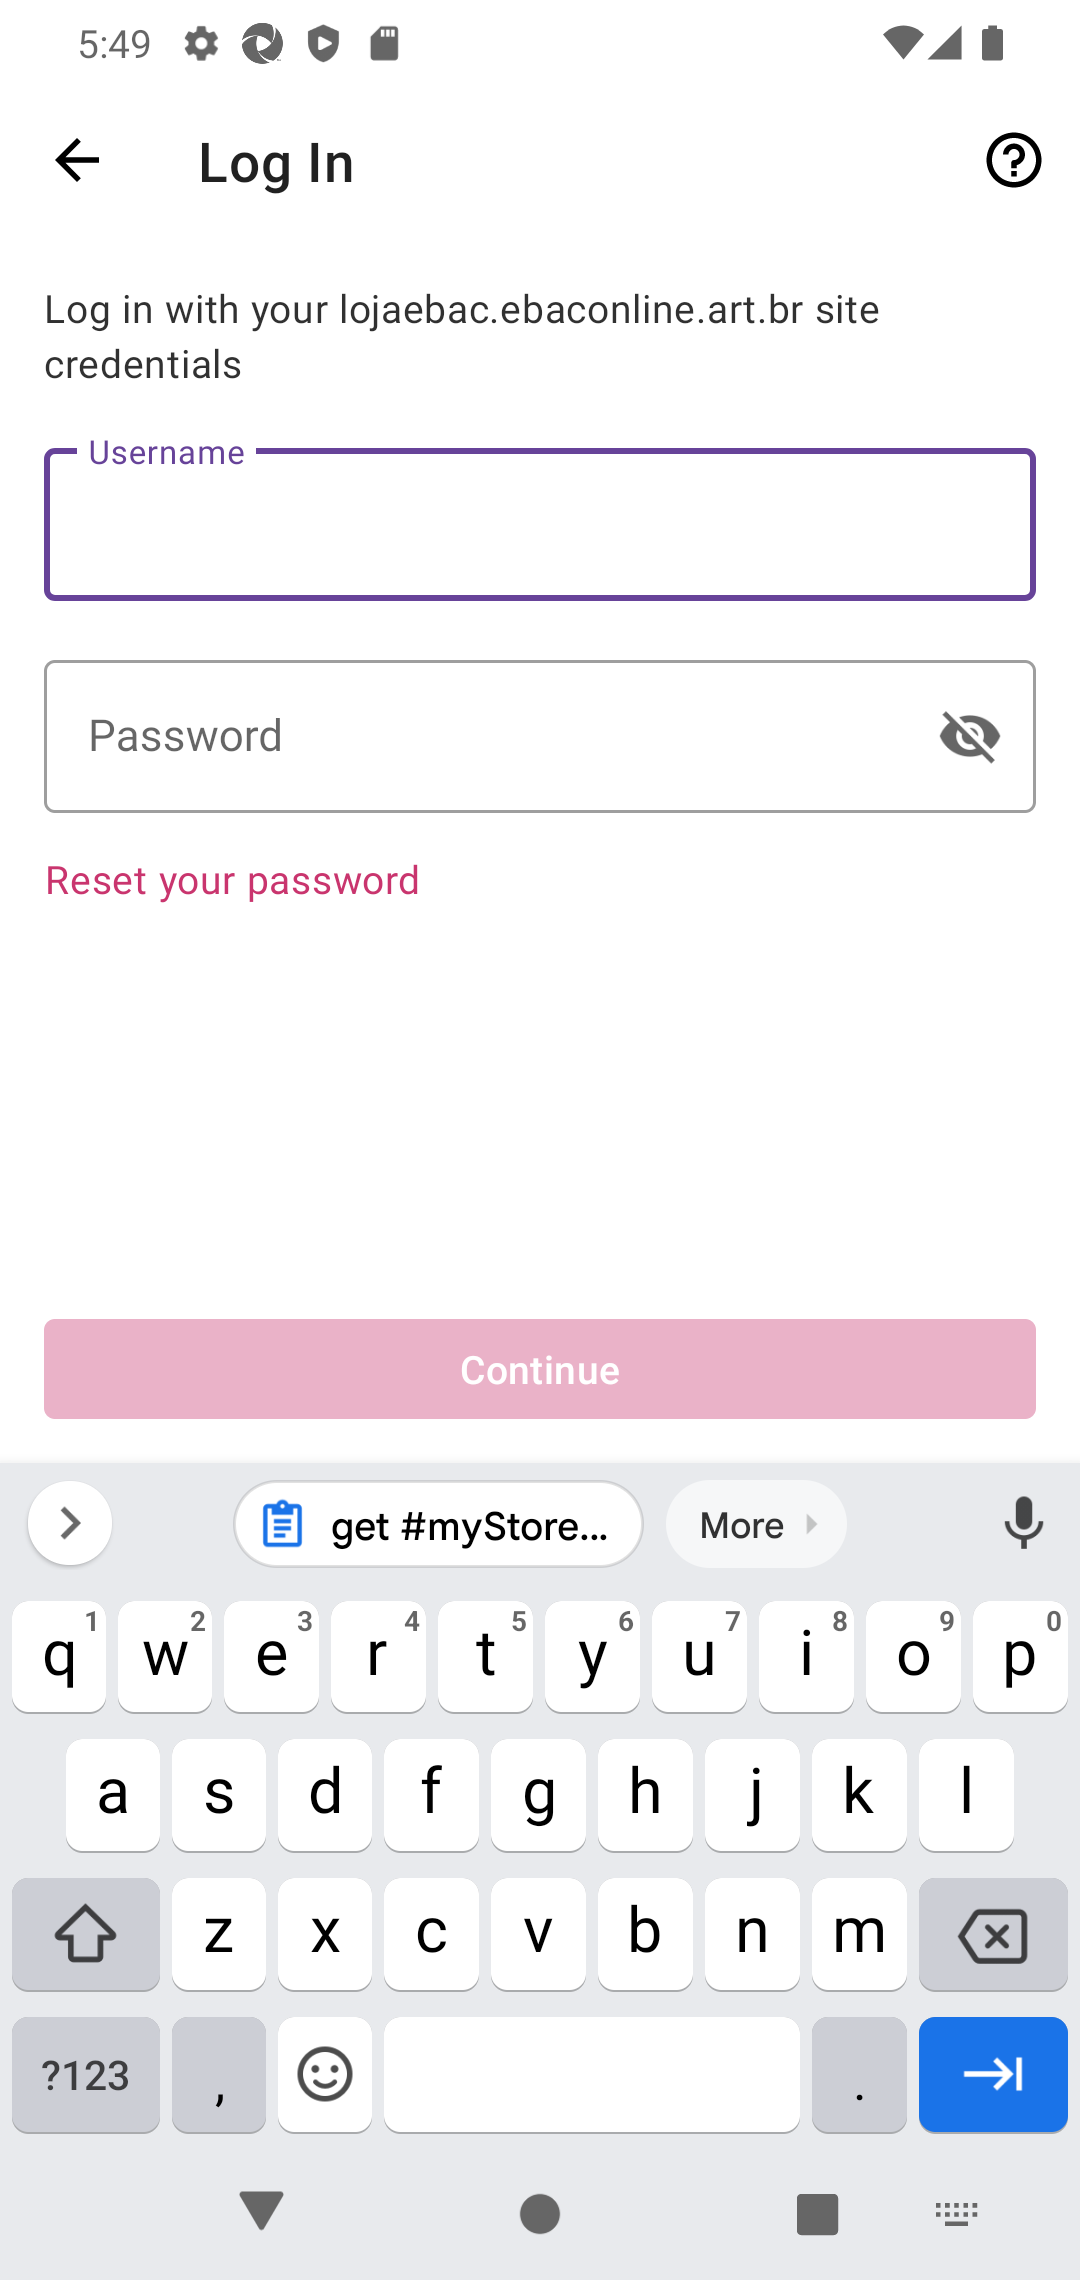 5:49
Log In
Log in with your lojaebac.ebaconline.art.br site
credentials
Username
Password
Reset your password
Continue
get #myStore...
More
q 1 w 2 e 3 r 4 t 5 y 6 u 7 i 8 o 9 p 0
a s d f g h j k l
z x c v b n m
?123 , .